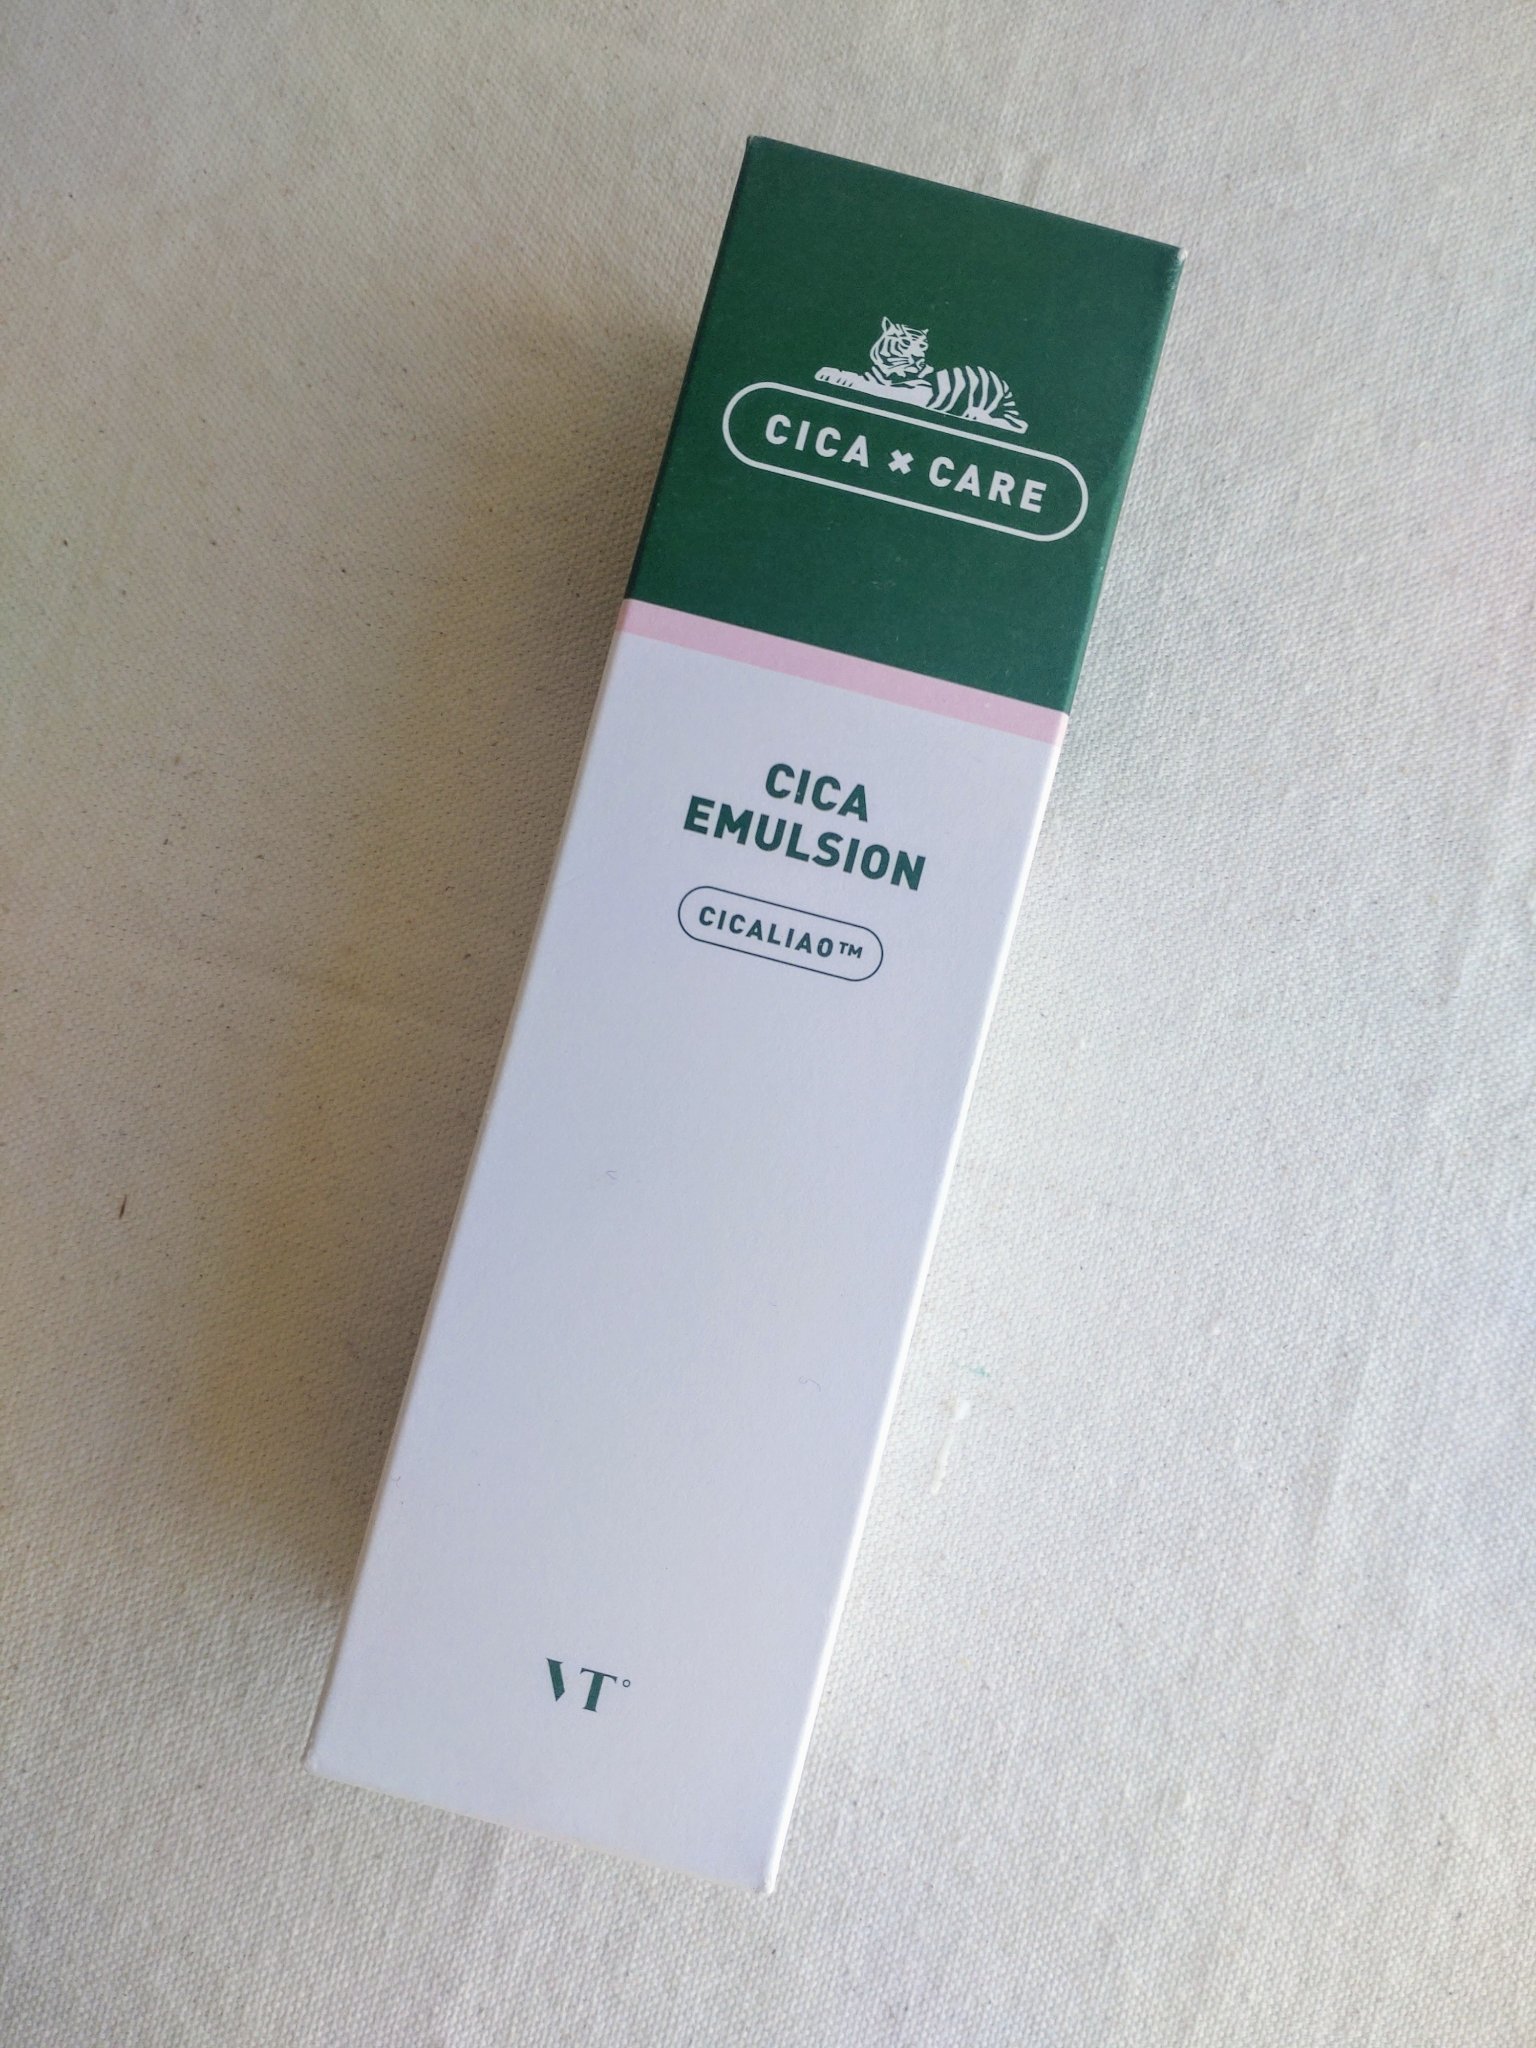 CICA × CARE
CICA
EMULSION
CICALIAO™
VT°